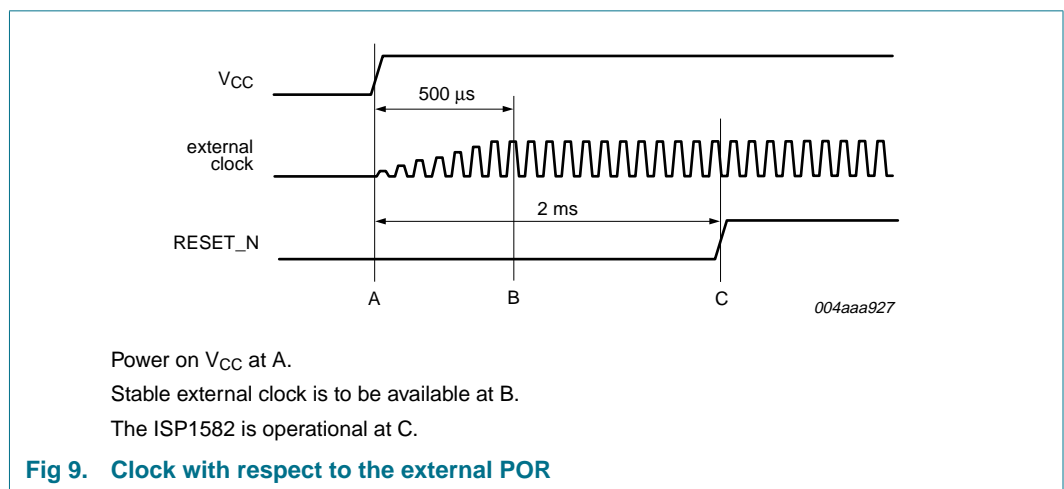 VCC
500 μs
external
clock
2 ms
RESET_N
A
B
C
004aaa927
Power on VCC at A.
Stable external clock is to be available at B.
The ISP1582 is operational at C.
Fig 9. Clock with respect to the external POR